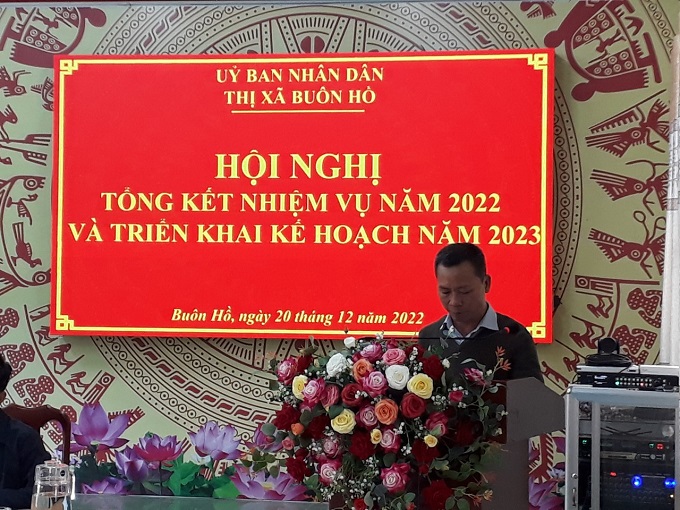 UỶ BAN NHÂN DÂN
THỊ XÃ BUÔN HỒ
HỘI NGHỊ
TỔNG KẾT NHIỆM VỤ NĂM 2022
VÀ TRIỂN KHAI KẾ HOẠCH NĂM 2023
Buôn Hồ, ngày 20 tháng 12 năm 2022